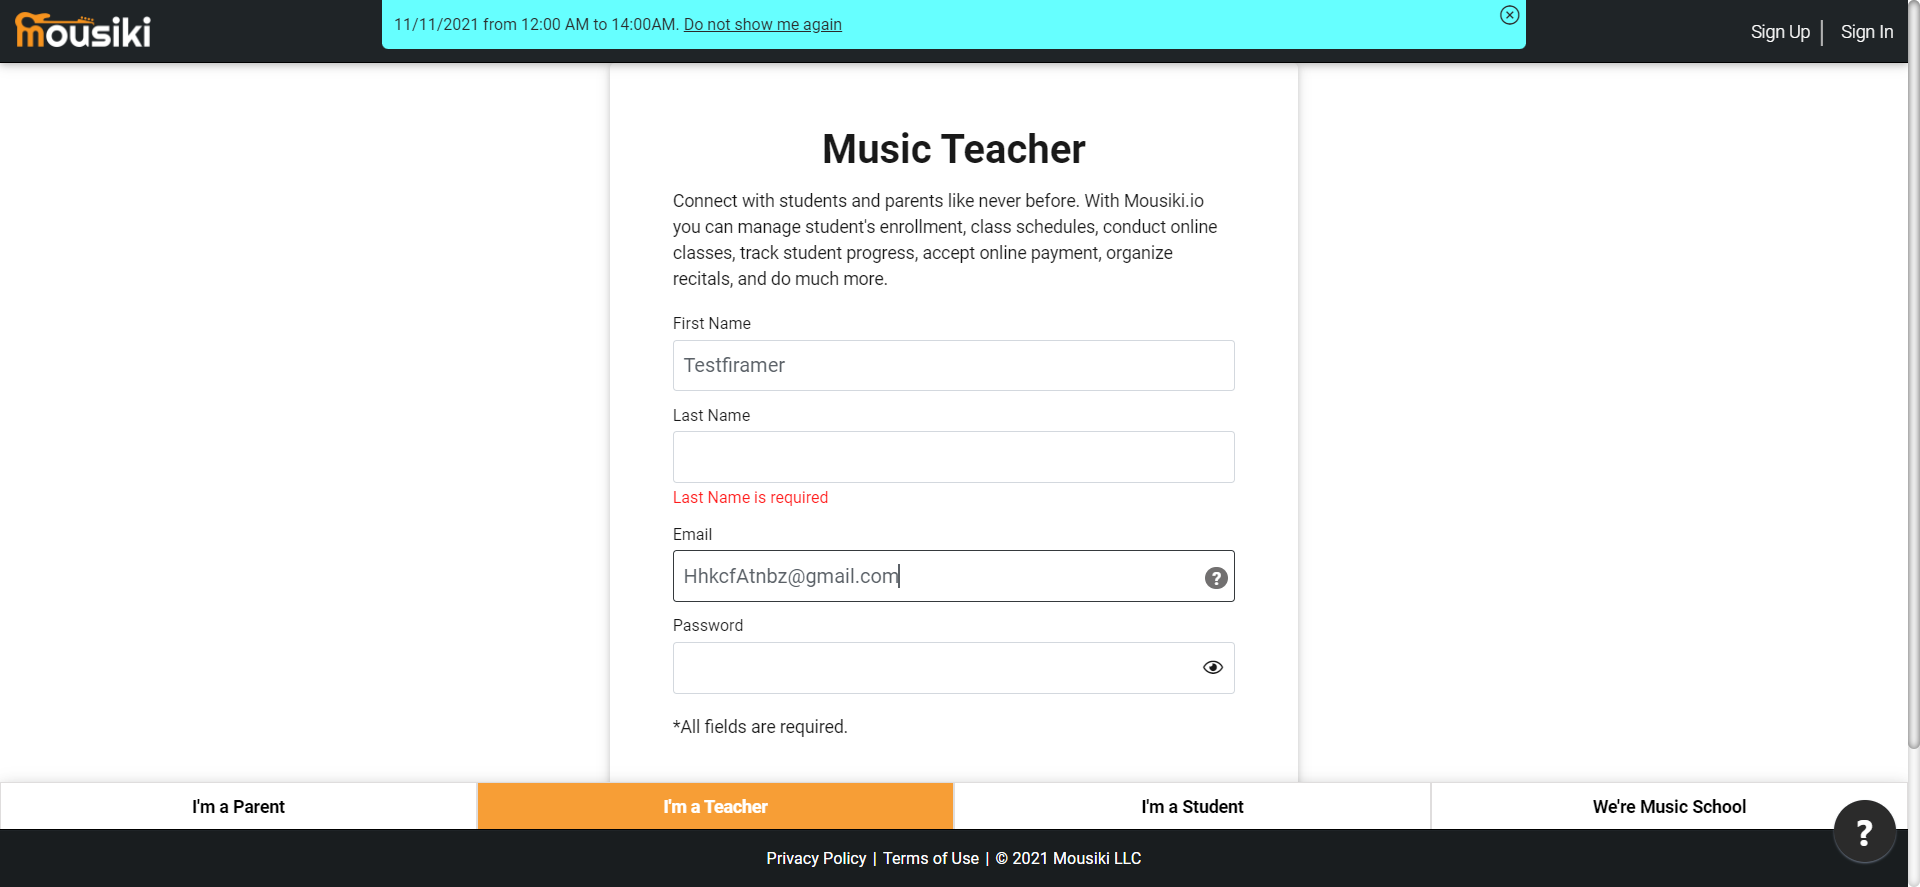 mousiki
11/11/2021 from 12:00 AM to 14:00AM. Do not show me again
Sign Up
Sign In
Music Teacher
Connect with students and parents like never before. With Mousiki.io
you can manage student's enrollment, class schedules, conduct online
classes, track student progress, accept online payment, organize
recitals, and do much more.
First Name
Testfiramer
Last Name
Last Name is required
Email
HhkcfAtnbz@gmail.com
?
Password
*All fields are required.
I'm a Parent
I'm a Teacher
I'm a Student
We're Music School
?
Privacy Policy | Terms of Use | © 2021 Mousiki LLC